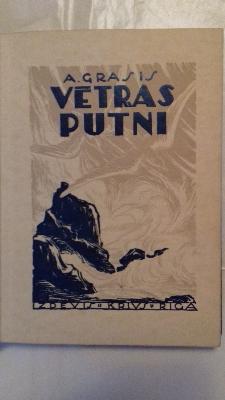 A. GRASIS
VĒTRAS
PUTNI
IZDEVIS KRIVS RIGĀ